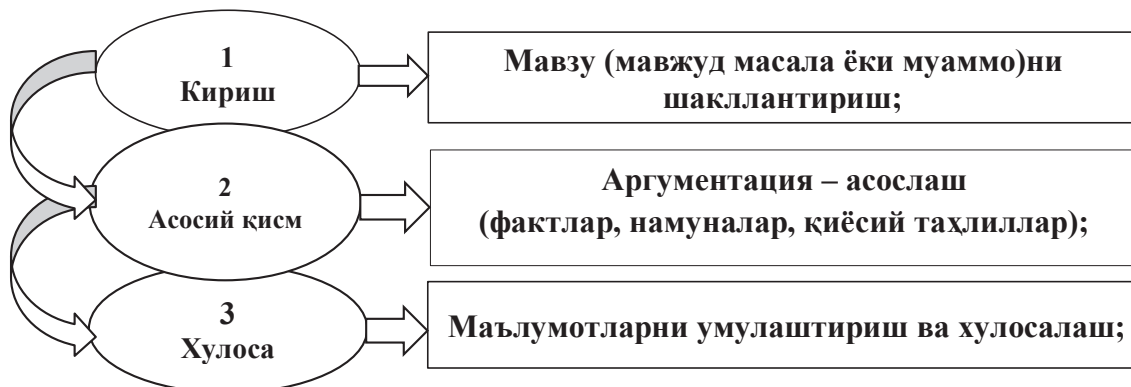 1
Кириш
Мавзу (мавжуд масала ёки муаммо)ни
шакллантириш;
2
Асосий қисм
Аргументация – асослаш
(фактлар, намуналар, қиёсий таҳлиллар);
3
Хулоса
Маълумотларни умулаштириш ва хулосалаш;